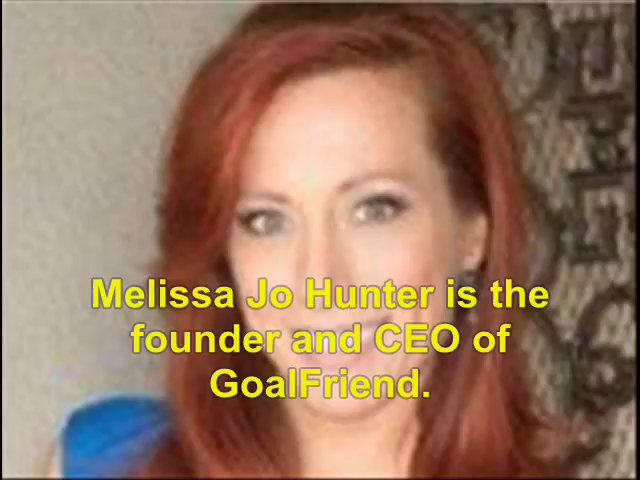 Melissa Jo Hunter is the
founder and CEO of
GoalFriend.